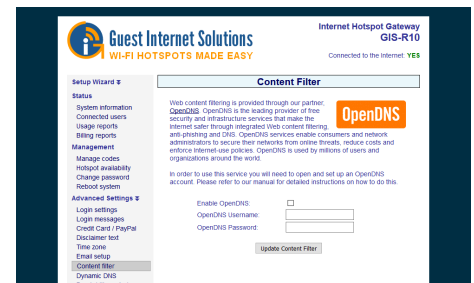 Guest Internet Solutions
WI-FI HOTSPOTS MADE EASY
Internet Hotspot Gateway
GIS-R10
Connected to the Internet: YES
Setup Wizard
Status
System information
Connected users
Usage reports
Billing reports
Management
Manage codes
Hotspot availability
Change password
Reboot system
Advanced Settings
Login settings
Login messages
Credit Card / PayPal
Disclaimer text
Time zone
Email setup
Content filter
Dynamic DNS
Content Filter
Web content filtering is provided through our partner,
OpenDNS. OpenDNS is the leading provider of free
security and infrastructure services that make the
Internet safer through integrated Web content filtering,
anti-phishing and DNS. OpenDNS services enable consumers and network
administrators to secure their networks from online threats, reduce costs and
enforce Internet-use policies. OpenDNS is used by millions of users and
organizations around the world.
OpenDNS
In order to use this service you will need to open and set up an OpenDNS
account. Please refer to our manual for detailed instructions on how to do this.
Enable OpenDNS:
OpenDNS Username:
OpenDNS Password:
Update Content Filter